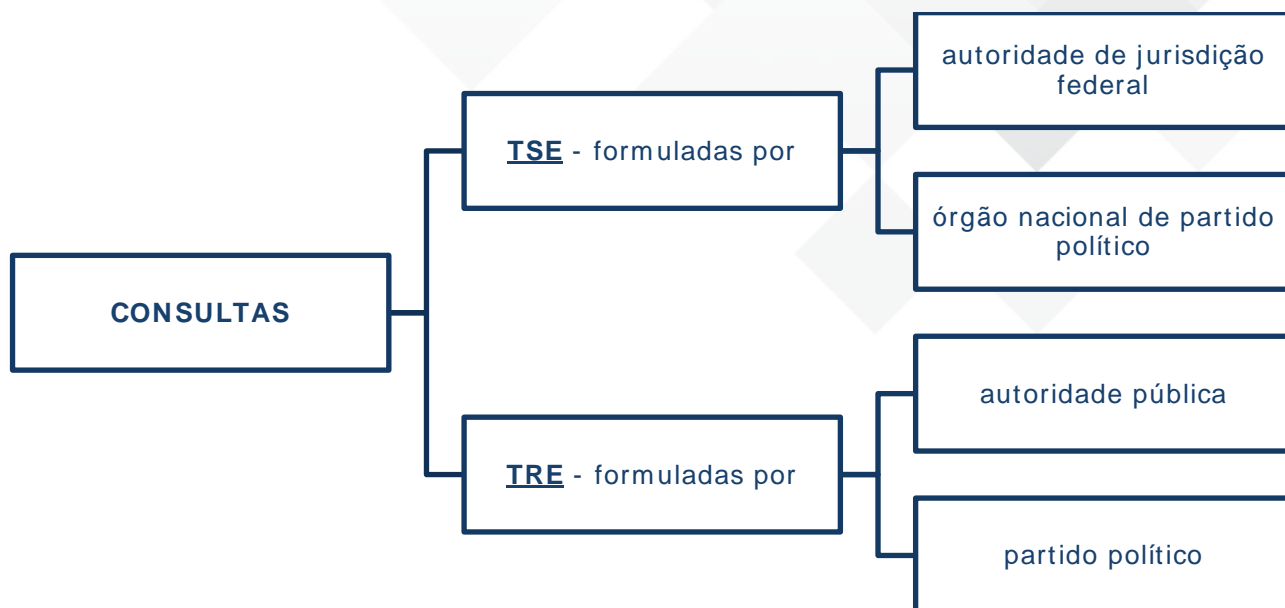 autoridade de jurisdição
federal
TSE - formuladas por
órgão nacional de partido
político
CONSULTAS
autoridade pública
TRE - formuladas por
partido político